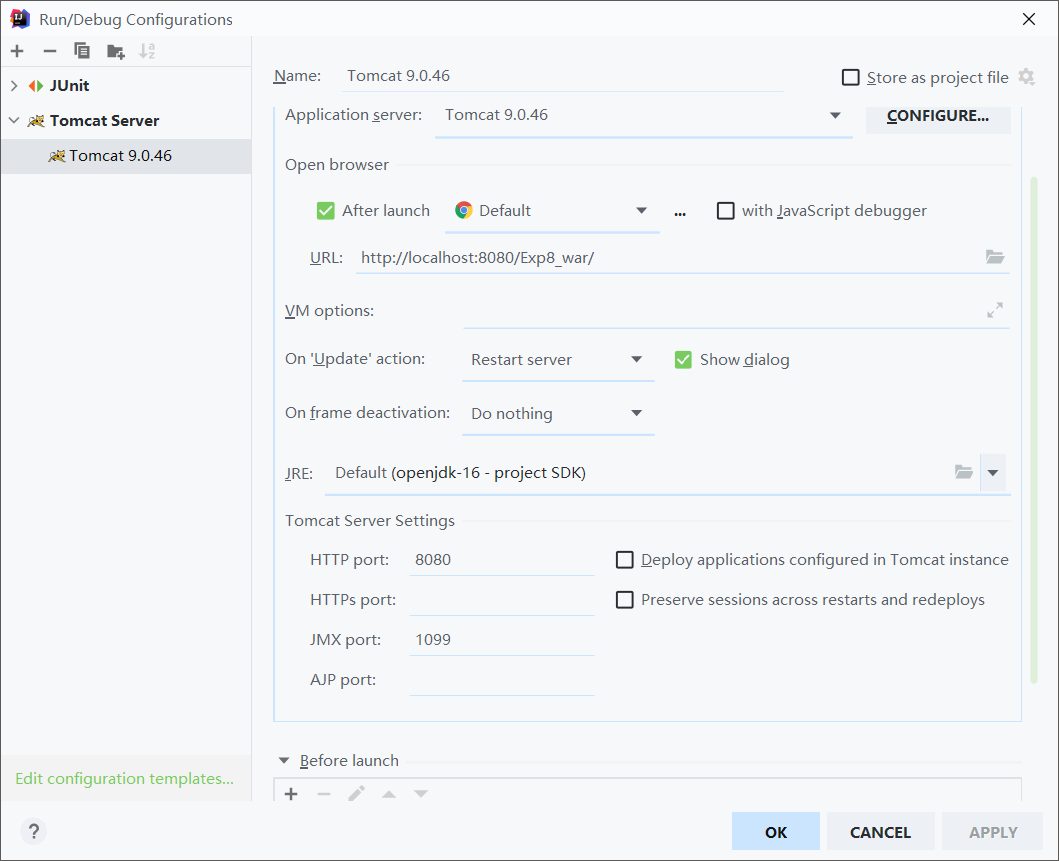 Run/Debug Configurations
JUnit
Tomcat Server
Tomcat 9.0.46
Edit configuration templates...
Name: Tomcat 9.0.46 Store as project file
Application server: Tomcat 9.0.46 CONFIGURE...
Open browser
After launch Default ... with JavaScript debugger
URL: http://localhost:8080/Exp8_war/
VM options:
On 'Update' action: Restart server Show dialog
On frame deactivation: Do nothing
JRE: Default (openjdk-16 - project SDK)
Tomcat Server Settings
HTTP port: 8080 Deploy applications configured in Tomcat instance
HTTPs port: Preserve sessions across restarts and redeploys
JMX port: 1099
AJP port:
Before launch
? OK CANCEL APPLY